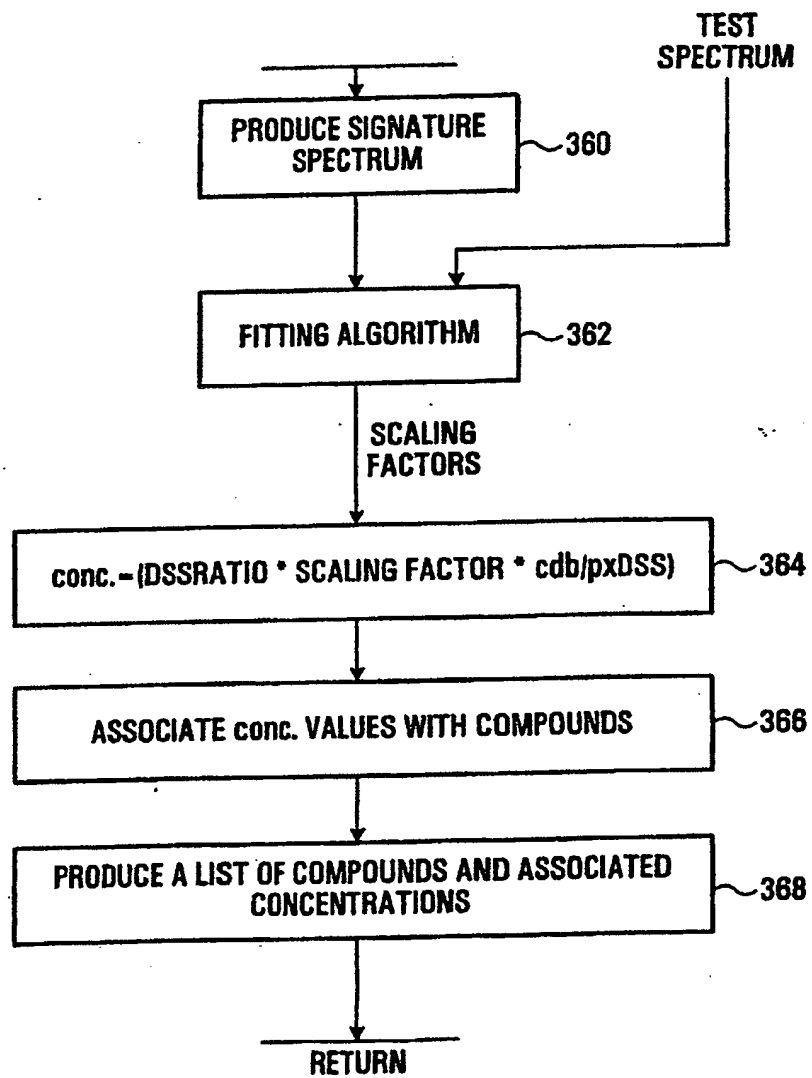 TEST
SPECTRUM
PRODUCE SIGNATURE
SPECTRUM
360
FITTING ALGORITHM
362
SCALING
FACTORS
conc.-(DSSRATIO * SCALING FACTOR * cdb/pxDSS)
364
ASSOCIATE conc. VALUES WITH COMPOUNDS
366
PRODUCE A LIST OF COMPOUNDS AND ASSOCIATED
CONCENTRATIONS
368
RETURN